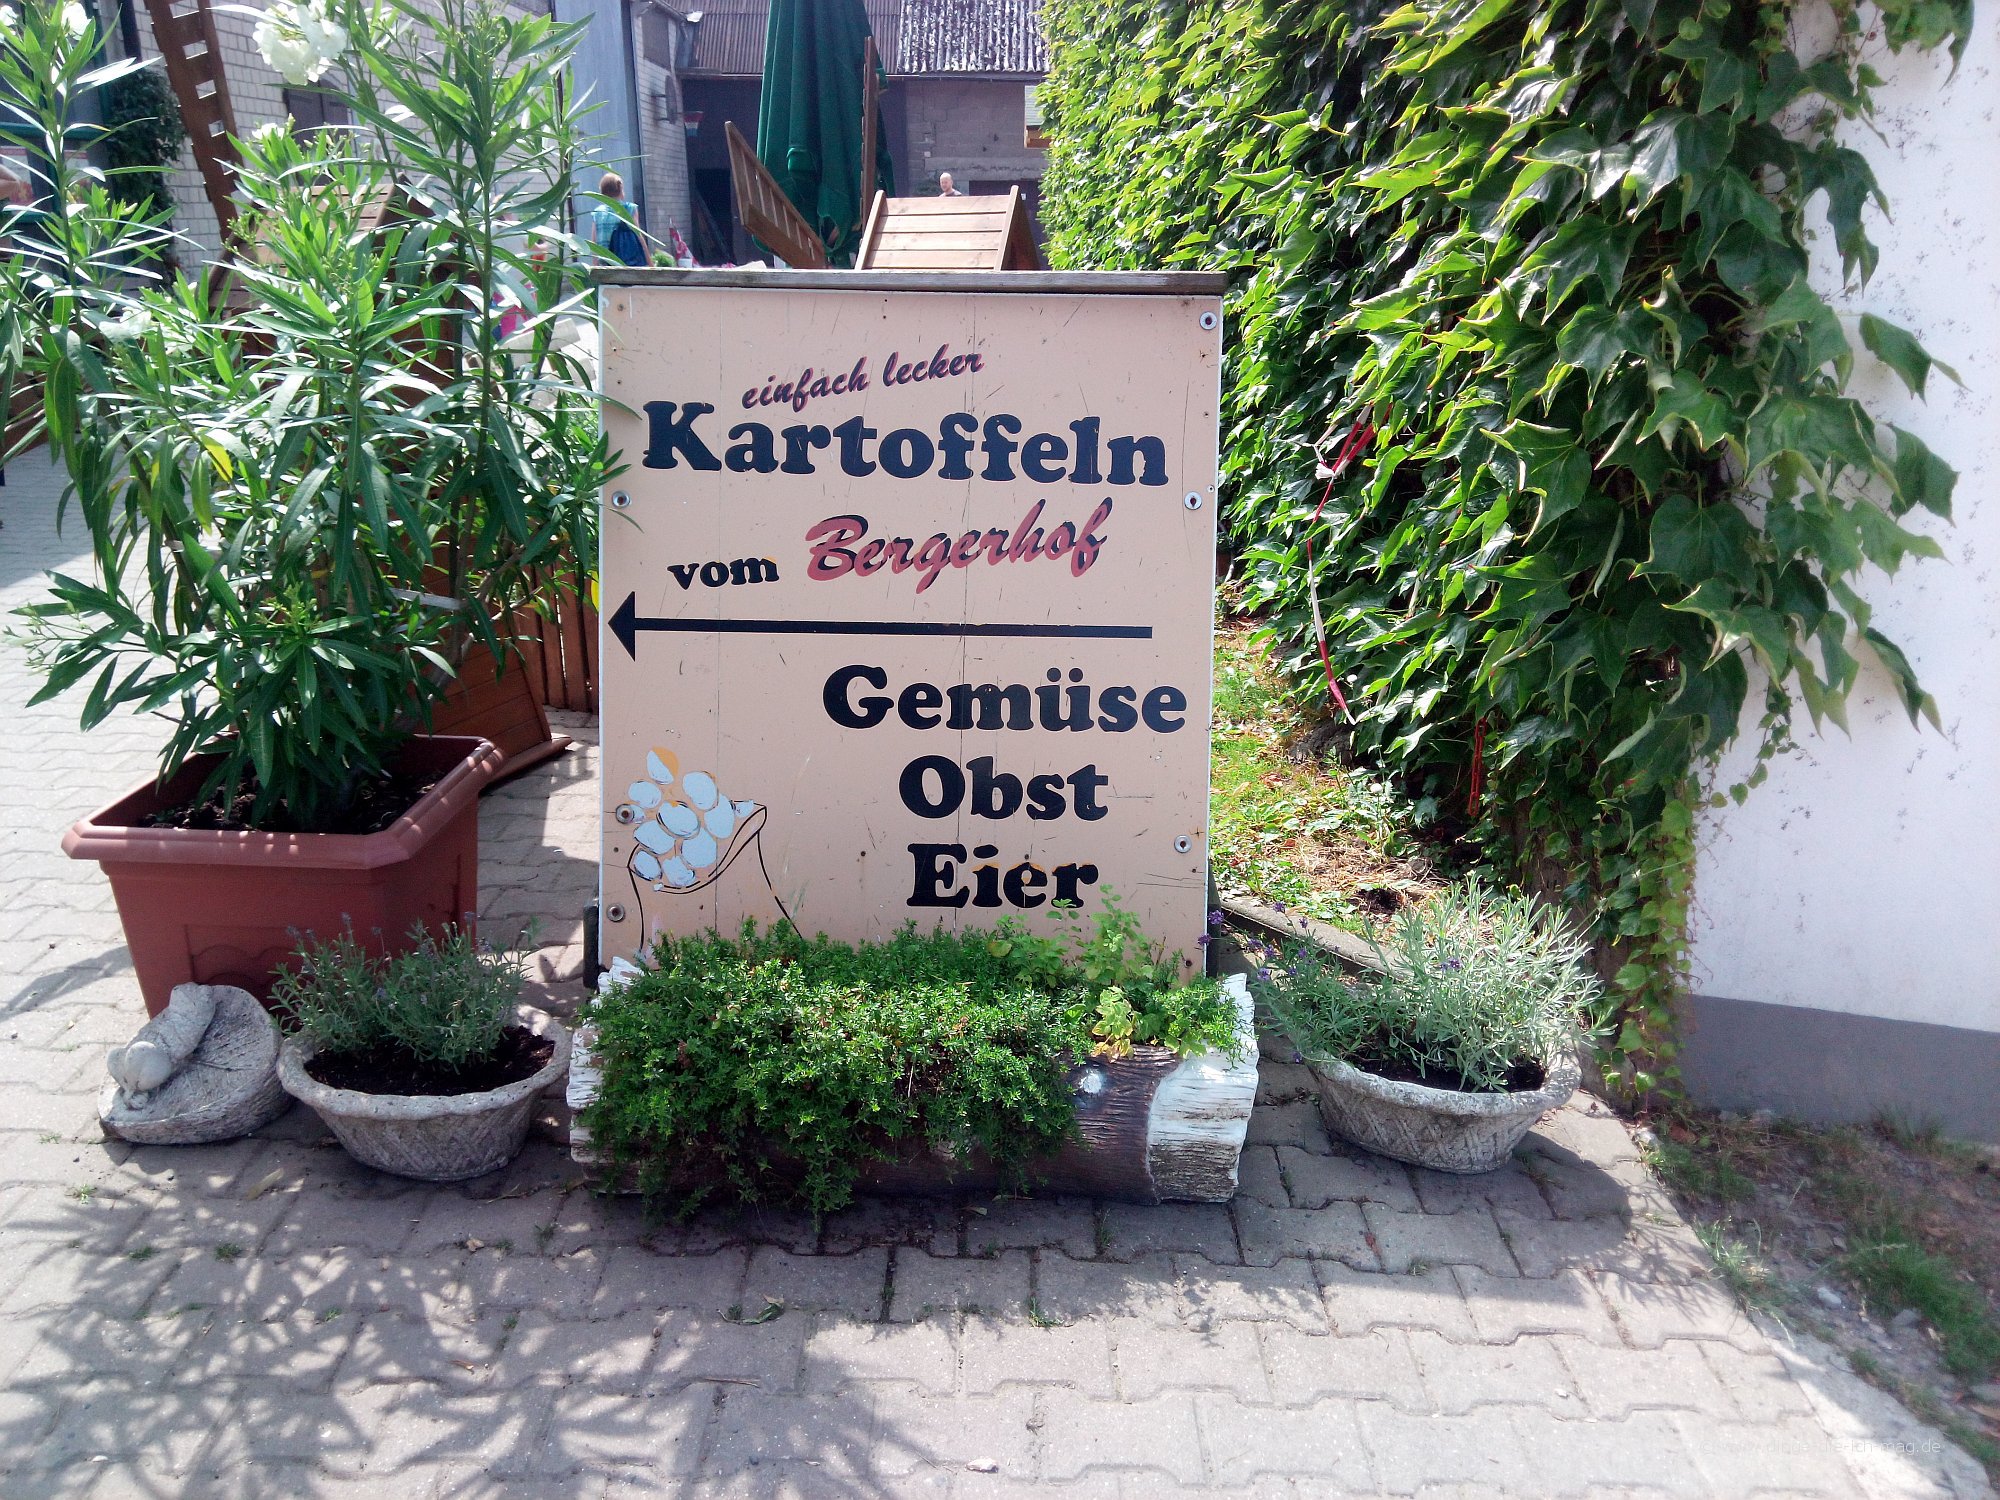 einfach lecker
Kartoffeln
vom Bergerhof
Gemüse
Obst
Eier